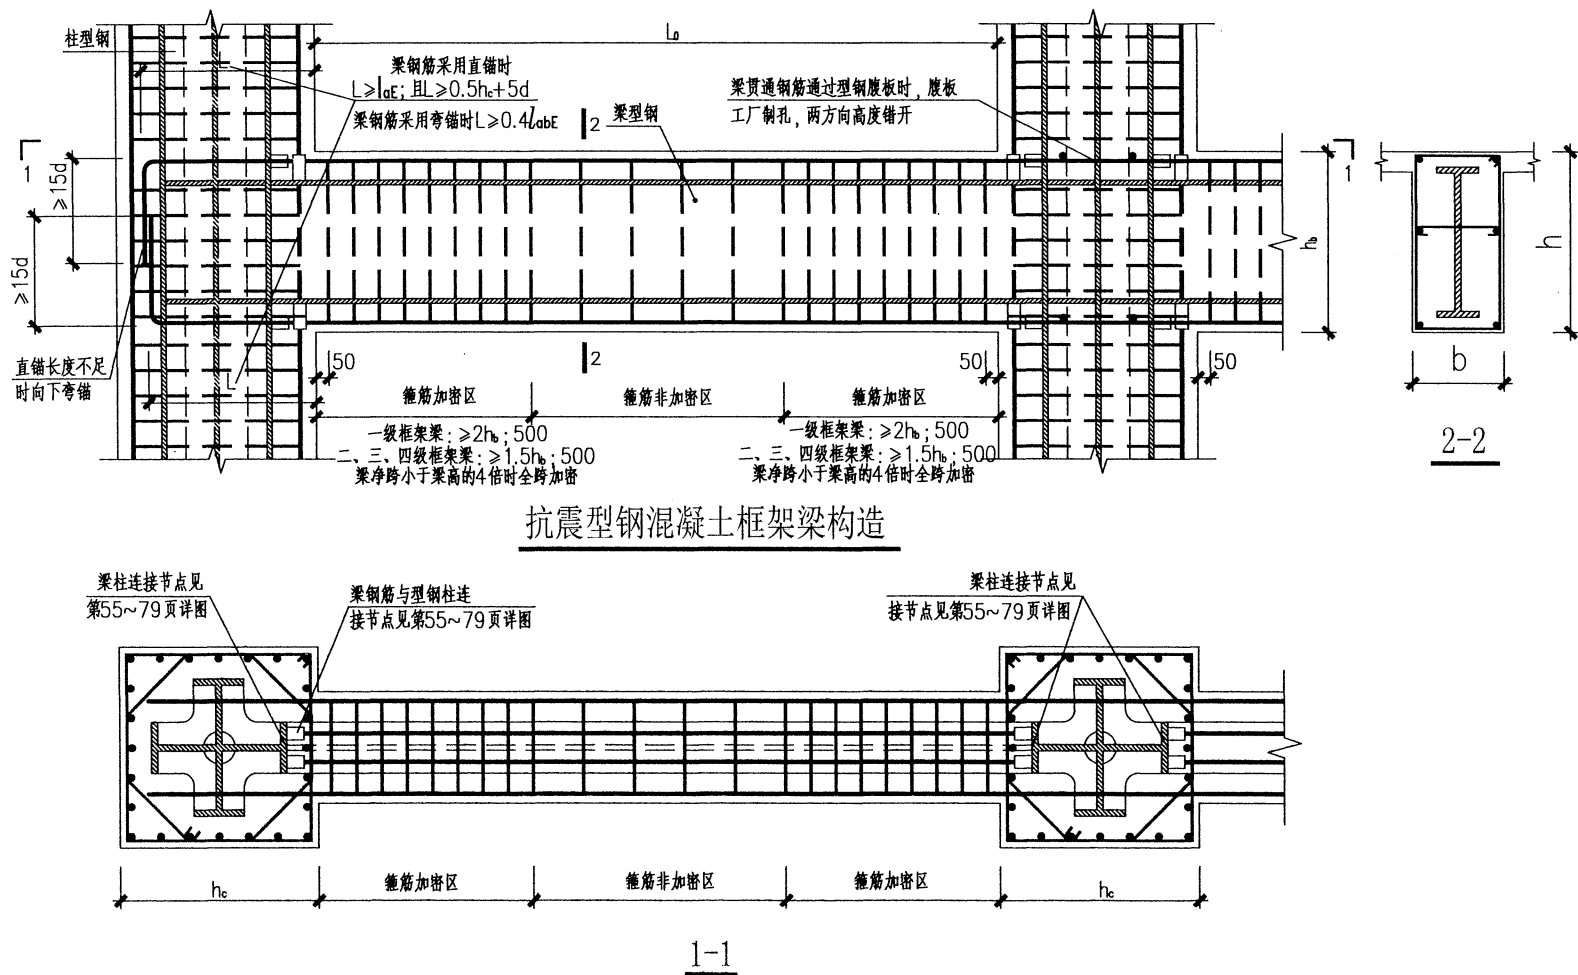 柱型钢
L₀
梁钢筋采用直锚时
L≥laE; 且L≥0.5hc+5d
梁钢筋采用弯锚时L≥0.4labE
2
梁型钢
梁贯通钢筋通过型钢腹板时，腹板
工厂制孔，两方向高度错开
L
1
1
≥15d
≥15d
hb
h
直锚长度不足
时向下弯锚
L
50
2
50
50
b
箍筋加密区
箍筋非加密区
箍筋加密区
一级框架梁：≥2hb；500
二、三、四级框架梁：≥1.5hb；500
梁净跨小于梁高的4倍时全跨加密
一级框架梁：≥2hb；500
二、三、四级框架梁：≥1.5hb；500
梁净跨小于梁高的4倍时全跨加密
2-2
抗震型钢混凝土框架梁构造
梁柱连接节点见
第55~79页详图
梁钢筋与型钢柱连
接节点见第55~79页详图
梁柱连接节点见
接节点见第55~79页详图
hc
箍筋加密区
箍筋非加密区
箍筋加密区
hc
1-1